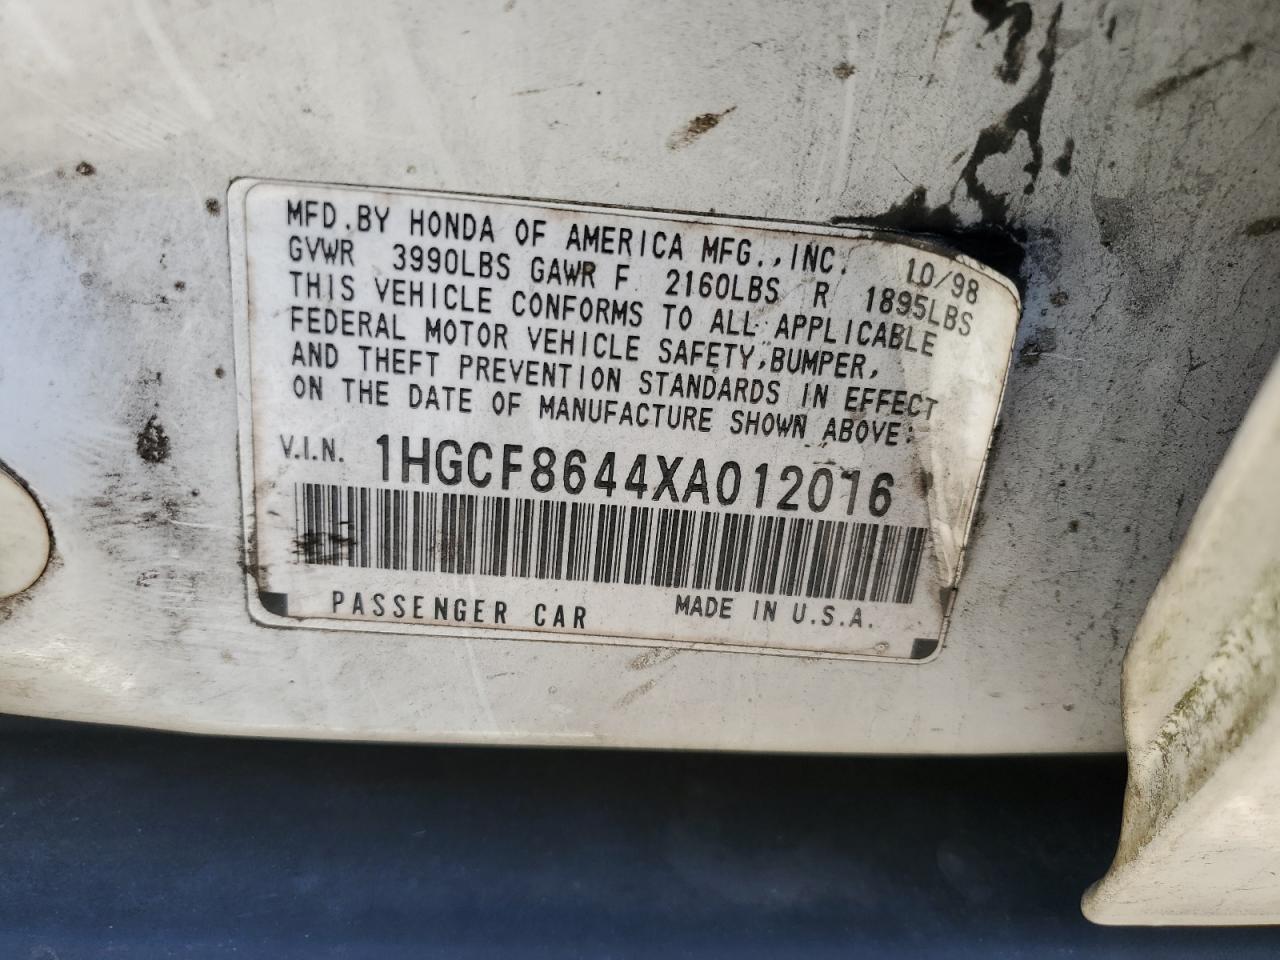 MFD.BY HONDA OF AMERICA MFG.,INC. 10/98
GVWR 3990LBS GAWR F 2160LBS R 1895LBS
THIS VEHICLE CONFORMS TO ALL APPLICABLE
FEDERAL MOTOR VEHICLE SAFETY,BUMPER,
AND THEFT PREVENTION STANDARDS IN EFFECT
ON THE DATE OF MANUFACTURE SHOWN ABOVE:
V.I.N. 1HGCF8644XA012016
PASSENGER CAR MADE IN U.S.A.